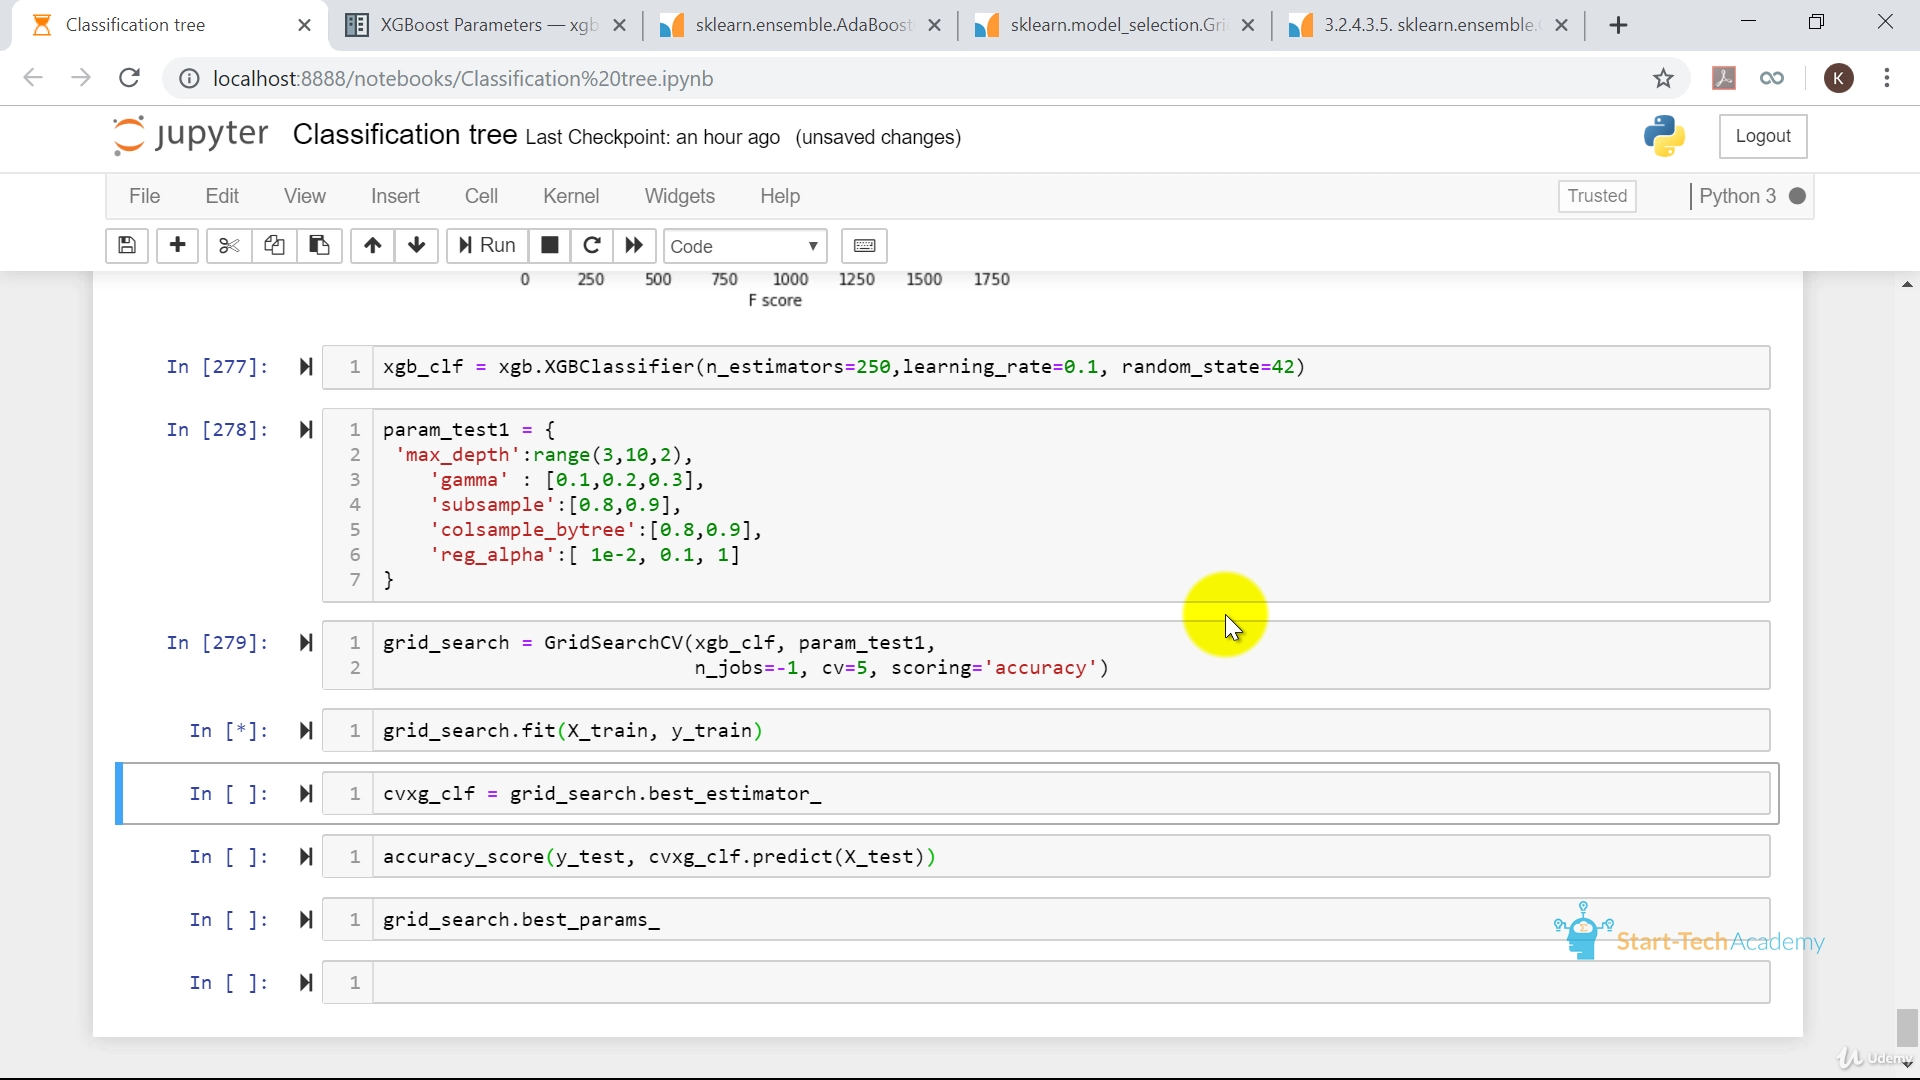 Classification tree
XGBoost Parameters — xgb
sklearn.ensemble.AdaBoost
sklearn.model_selection.Gri
3.2.4.3.5. sklearn.ensemble.
localhost:8888/notebooks/Classification%20tree.ipynb
K
jupyter Classification tree Last Checkpoint: an hour ago (unsaved changes)
Logout
File Edit View Insert Cell Kernel Widgets Help
Trusted
Python 3
Run
Code
0 250 500 750 1000 1250 1500 1750
F score
In [277]:
1 xgb_clf = xgb.XGBClassifier(n_estimators=250,learning_rate=0.1, random_state=42)
In [278]:
1 param_test1 = {
2 'max_depth':range(3,10,2),
3 'gamma' : [0.1,0.2,0.3],
4 'subsample':[0.8,0.9],
5 'colsample_bytree':[0.8,0.9],
6 'reg_alpha':[ 1e-2, 0.1, 1]
7 }
In [279]:
1 grid_search = GridSearchCV(xgb_clf, param_test1,
2 n_jobs=-1, cv=5, scoring='accuracy')
In [*]:
1 grid_search.fit(X_train, y_train)
In [ ]:
1 cvxg_clf = grid_search.best_estimator_
In [ ]:
1 accuracy_score(y_test, cvxg_clf.predict(X_test))
In [ ]:
1 grid_search.best_params_
Start-TechAcademy
In [ ]:
1
Udemy